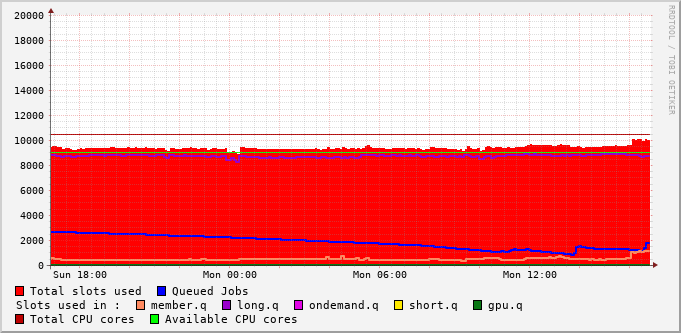 20000
18000
16000
14000
12000
10000
8000
6000
4000
2000
0
Sun 18:00 Mon 00:00 Mon 06:00 Mon 12:00
Total slots used Queued Jobs
Slots used in : member.q long.q ondemand.q short.q gpu.q
Total CPU cores Available CPU cores
RRDTOOL / TOBI OETIKER